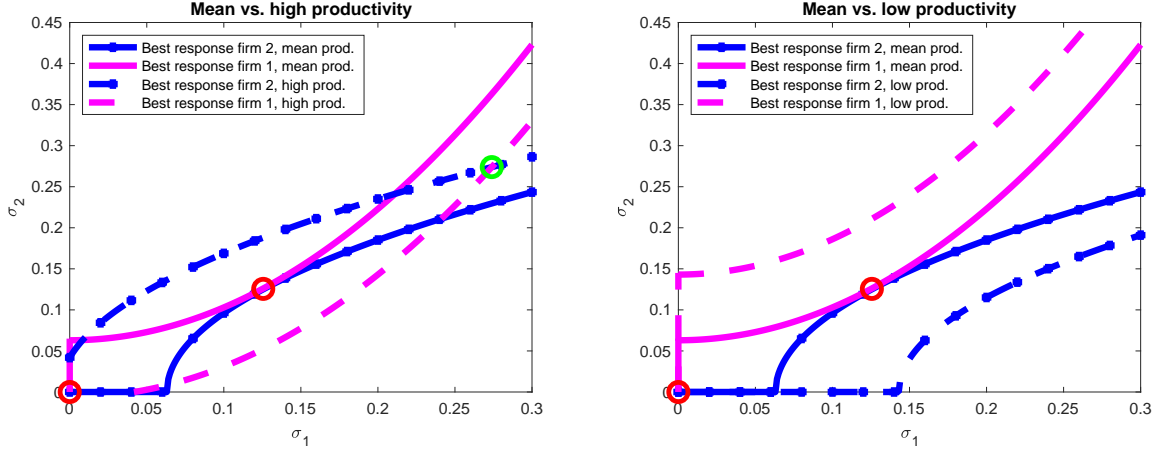 Mean vs. high productivity
0.45
0.4
0.35
0.3
0.25
0.2
0.15
0.1
0.05
0
σ2
Best response firm 2, mean prod.
Best response firm 1, mean prod.
Best response firm 2, high prod.
Best response firm 1, high prod.
0 0.05 0.1 0.15 0.2 0.25 0.3
σ1
Mean vs. low productivity
0.45
0.4
0.35
0.3
0.25
0.2
0.15
0.1
0.05
0
σ2
Best response firm 2, mean prod.
Best response firm 1, mean prod.
Best response firm 2, low prod.
Best response firm 1, low prod.
0 0.05 0.1 0.15 0.2 0.25 0.3
σ1